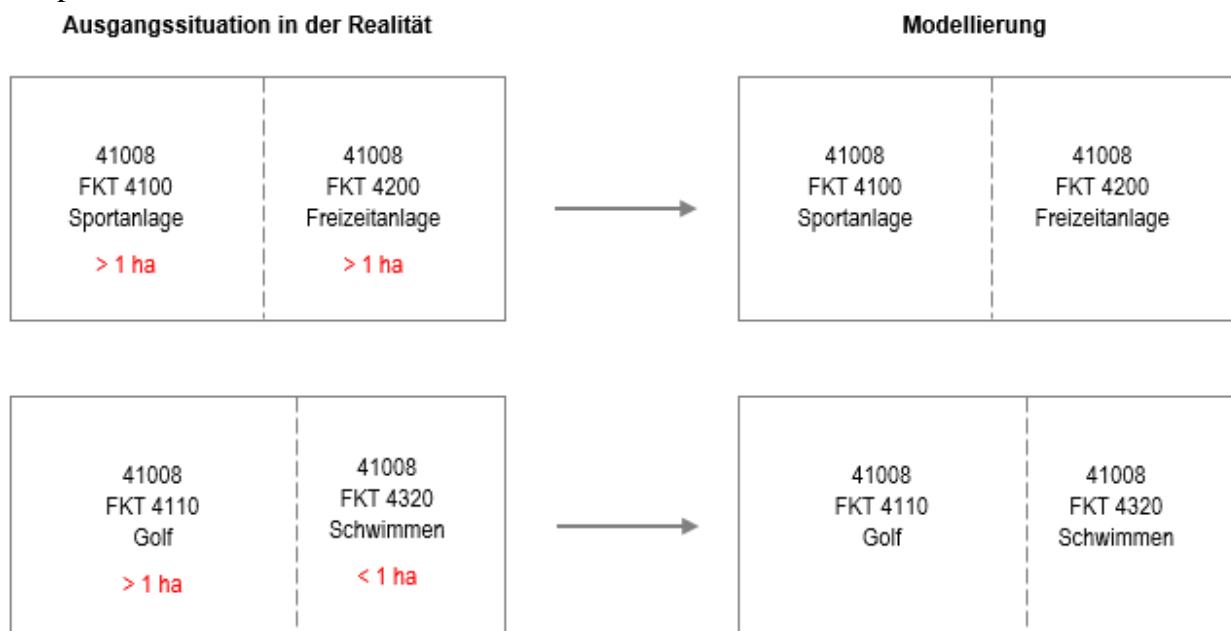 Ausgangssituation in der Realität
Modellierung
41008
FKT 4100
Sportanlage
> 1 ha
41008
FKT 4200
Freizeitanlage
> 1 ha
41008
FKT 4100
Sportanlage
41008
FKT 4200
Freizeitanlage
41008
FKT 4110
Golf
> 1 ha
41008
FKT 4320
Schwimmen
< 1 ha
41008
FKT 4110
Golf
41008
FKT 4320
Schwimmen